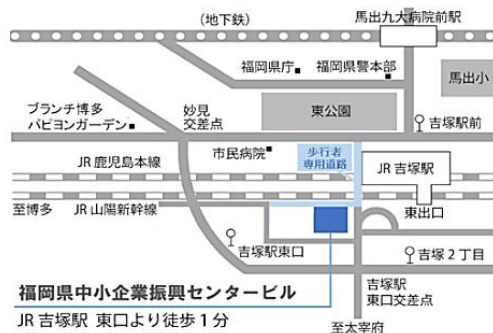 (地下鉄)
馬出九大病院前駅
福岡県庁
福岡県警本部
馬出小
ブランチ博多
パピヨンガーデン
妙見
交差点
東公園
吉塚駅前
市民病院
歩行者
専用道路
JR 鹿児島本線
JR 吉塚駅
至博多
JR 山陽新幹線
東出口
吉塚駅東口
吉塚2丁目
福岡県中小企業振興センタービル
JR 吉塚駅 東口より徒歩1分
吉塚駅
東口交差点
至太宰府